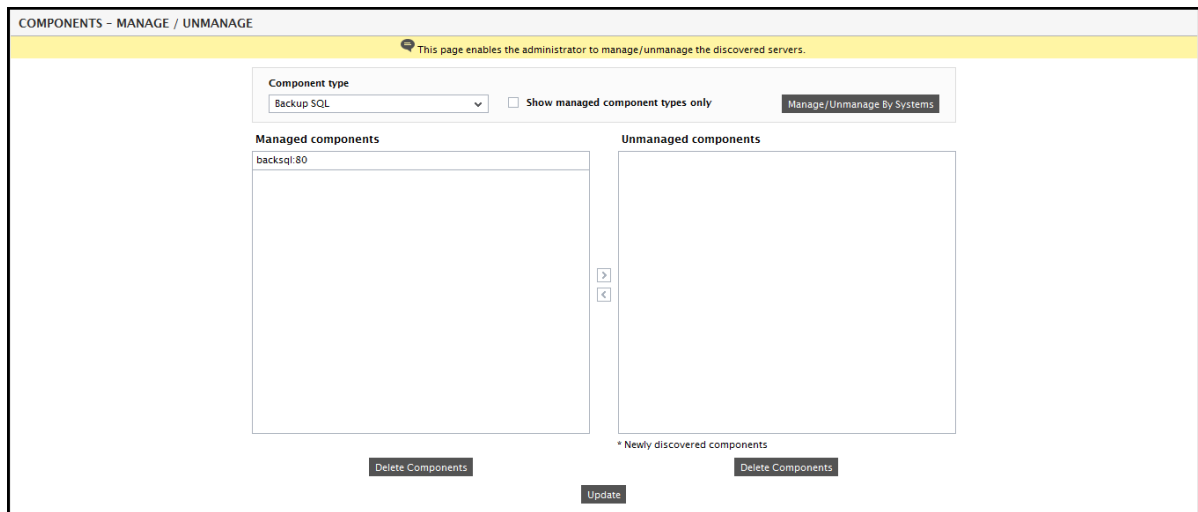 COMPONENTS - MANAGE / UNMANAGE
This page enables the administrator to manage/unmanage the discovered servers.
Component type
Backup SQL
Show managed component types only
Manage/Unmanage By Systems
Managed components
Unmanaged components
backsql:80
>
<
* Newly discovered components
Delete Components
Delete Components
Update